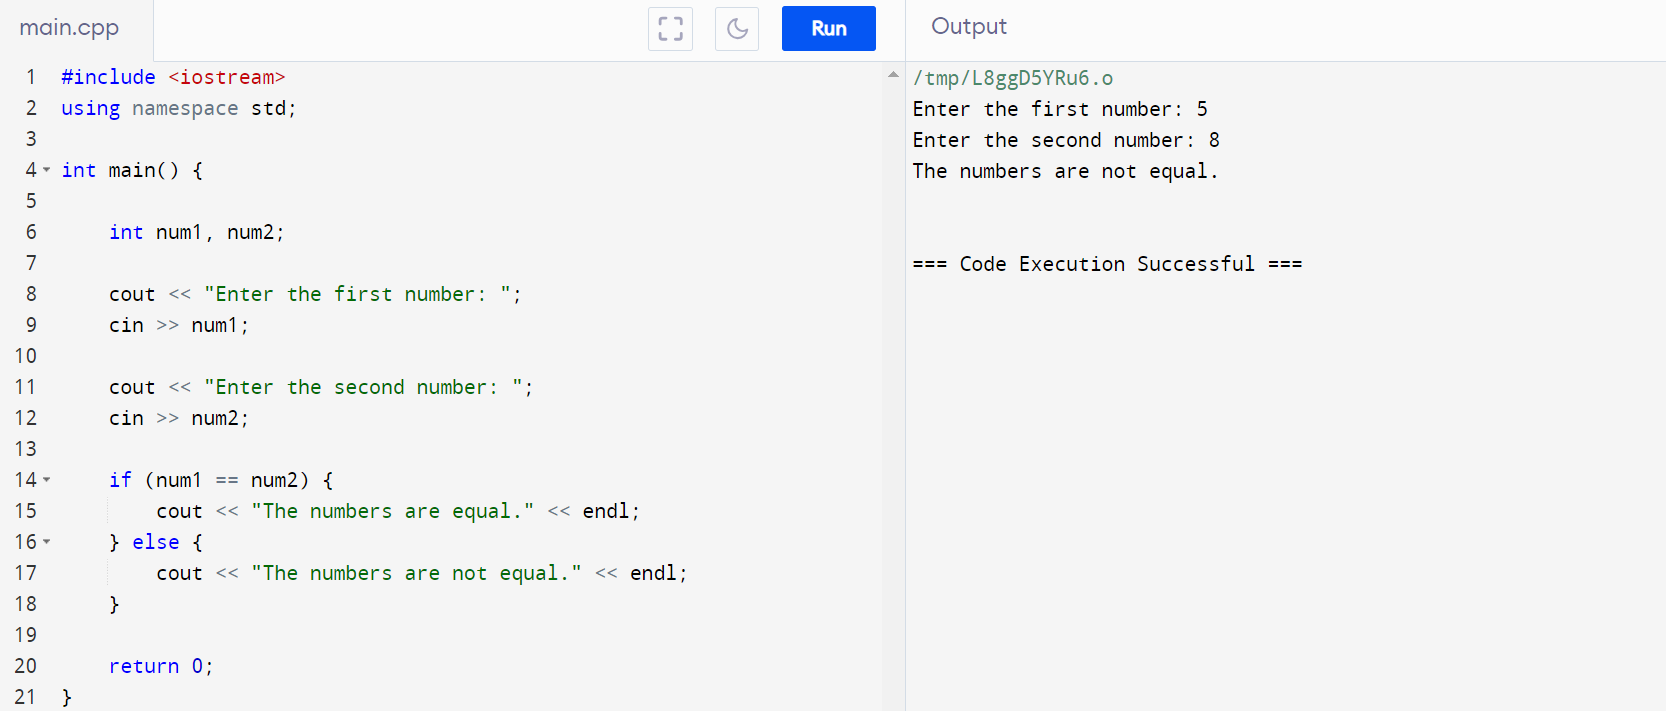 main.cpp
Run
Output
1 #include <iostream>
2 using namespace std;
3
4 int main() {
5
6     int num1, num2;
7
8     cout << "Enter the first number: ";
9     cin >> num1;
10
11     cout << "Enter the second number: ";
12     cin >> num2;
13
14     if (num1 == num2) {
15         cout << "The numbers are equal." << endl;
16     } else {
17         cout << "The numbers are not equal." << endl;
18     }
19
20     return 0;
21 }
/tmp/L8ggD5YRu6.o
Enter the first number: 5
Enter the second number: 8
The numbers are not equal.
=== Code Execution Successful ===